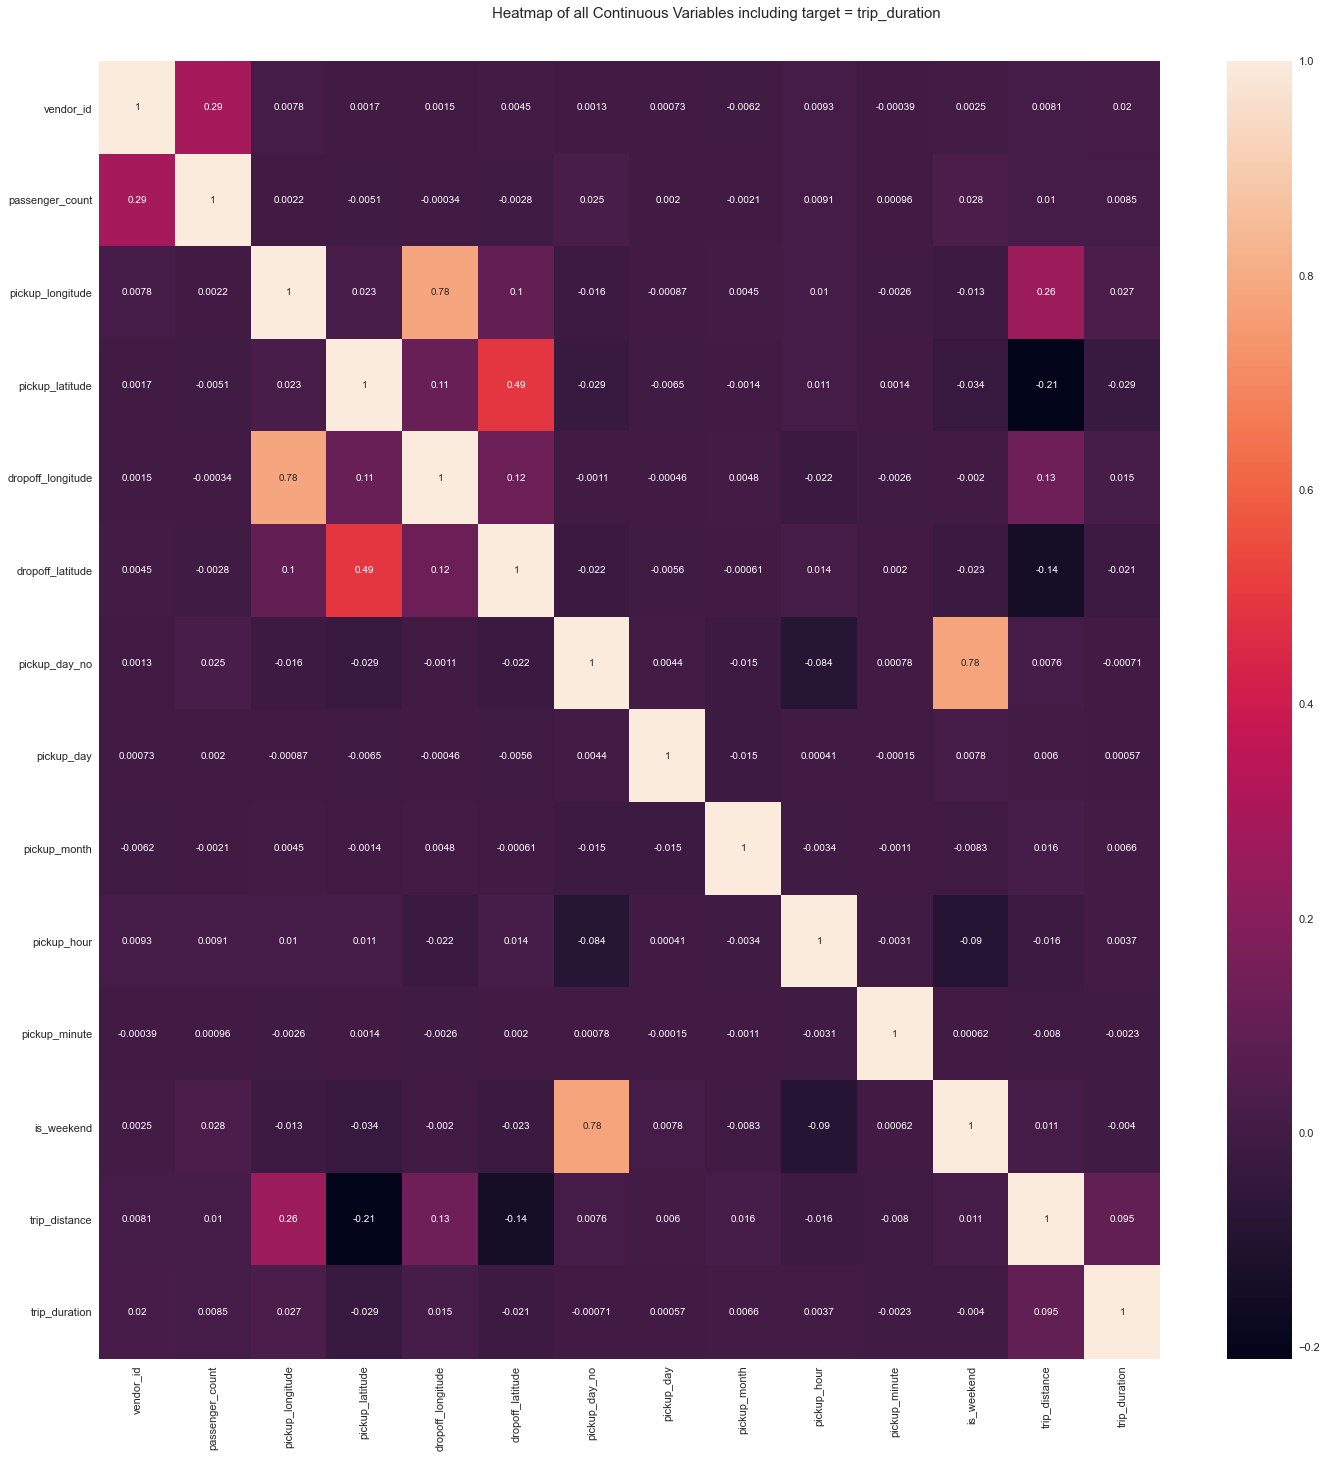 Heatmap of all Continuous Variables including target = trip_duration
vendor_id 1 0.29 0.0078 0.0017 0.0015 0.0045 0.0013 0.00073 -0.0062 0.0093 -0.00039 0.0025 0.0081 0.02
passenger_count 0.29 1 0.0022 -0.0051 -0.00034 -0.0028 0.025 0.002 -0.0021 0.0091 0.00096 0.028 0.01 0.0085
pickup_longitude 0.0078 0.0022 1 0.023 0.78 0.1 -0.016 -0.00087 0.0045 0.01 -0.0026 -0.013 0.26 0.027
pickup_latitude 0.0017 -0.0051 0.023 1 0.11 0.49 -0.029 -0.0065 -0.0014 0.011 0.0014 -0.034 -0.21 -0.029
dropoff_longitude 0.0015 -0.00034 0.78 0.11 1 0.12 -0.0011 -0.00046 0.0048 -0.022 -0.0026 -0.002 0.13 0.015
dropoff_latitude 0.0045 -0.0028 0.1 0.49 0.12 1 -0.022 -0.0056 -0.00061 0.014 0.002 -0.023 -0.14 -0.021
pickup_day_no 0.0013 0.025 -0.016 -0.029 -0.0011 -0.022 1 0.0044 -0.015 -0.084 0.00078 0.78 0.0076 -0.00071
pickup_day 0.00073 0.002 -0.00087 -0.0065 -0.00046 -0.0056 0.0044 1 -0.015 0.00041 -0.00015 0.0078 0.006 0.00057
pickup_month -0.0062 -0.0021 0.0045 -0.0014 0.0048 -0.00061 -0.015 -0.015 1 -0.0034 -0.0011 -0.0083 0.016 0.0066
pickup_hour 0.0093 0.0091 0.01 0.011 -0.022 0.014 -0.084 0.00041 -0.0034 1 -0.0031 -0.09 -0.016 0.0037
pickup_minute -0.00039 0.00096 -0.0026 0.0014 -0.0026 0.002 0.00078 -0.00015 -0.0011 -0.0031 1 0.00062 -0.008 -0.0023
is_weekend 0.0025 0.028 -0.013 -0.034 -0.002 -0.023 0.78 0.0078 -0.0083 -0.09 0.00062 1 0.011 -0.004
trip_distance 0.0081 0.01 0.26 -0.21 0.13 -0.14 0.0076 0.006 0.016 -0.016 -0.008 0.011 1 0.095
trip_duration 0.02 0.0085 0.027 -0.029 0.015 -0.021 -0.00071 0.00057 0.0066 0.0037 -0.0023 -0.004 0.095 1
vendor_id
passenger_count
pickup_longitude
pickup_latitude
dropoff_longitude
dropoff_latitude
pickup_day_no
pickup_day
pickup_month
pickup_hour
pickup_minute
is_weekend
trip_distance
trip_duration
1.0
0.8
0.6
0.4
0.2
0.0
−0.2